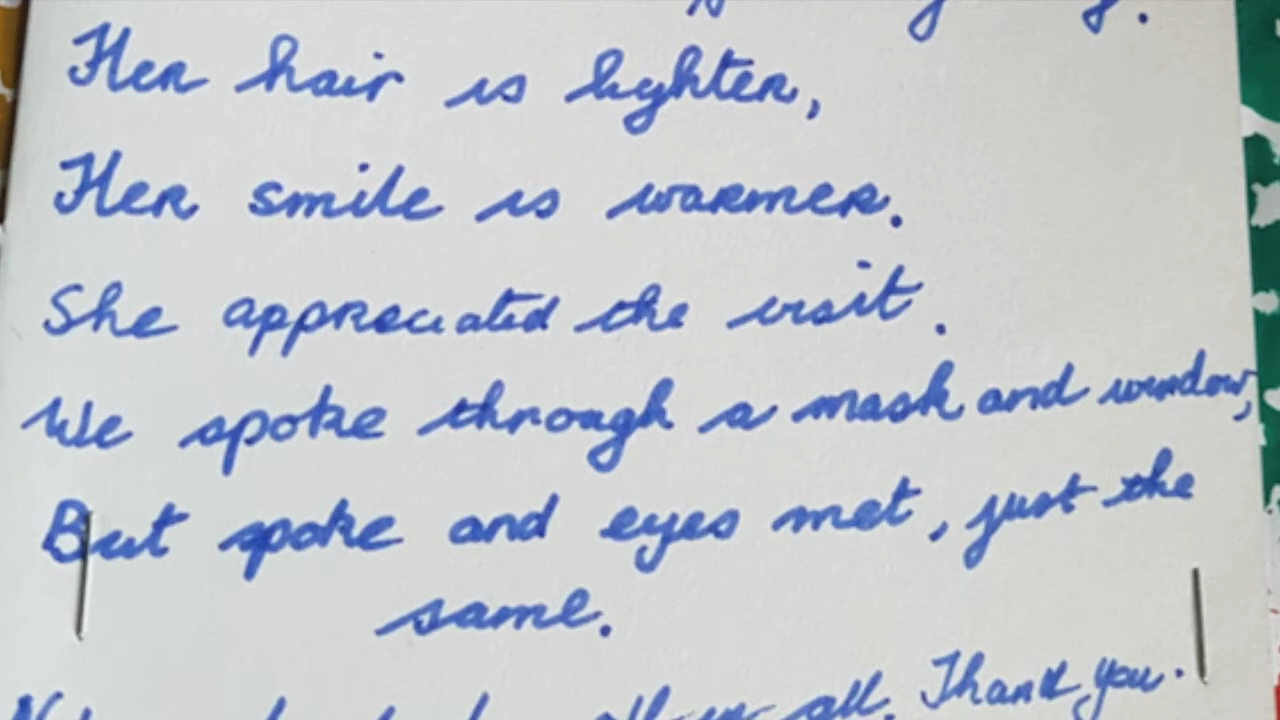 Her hair is lighter,
Her smile is warmer.
She appreciated the visit.
We spoke through a mask and window,
But spoke and eyes met, just the
same.
all. Thank you.